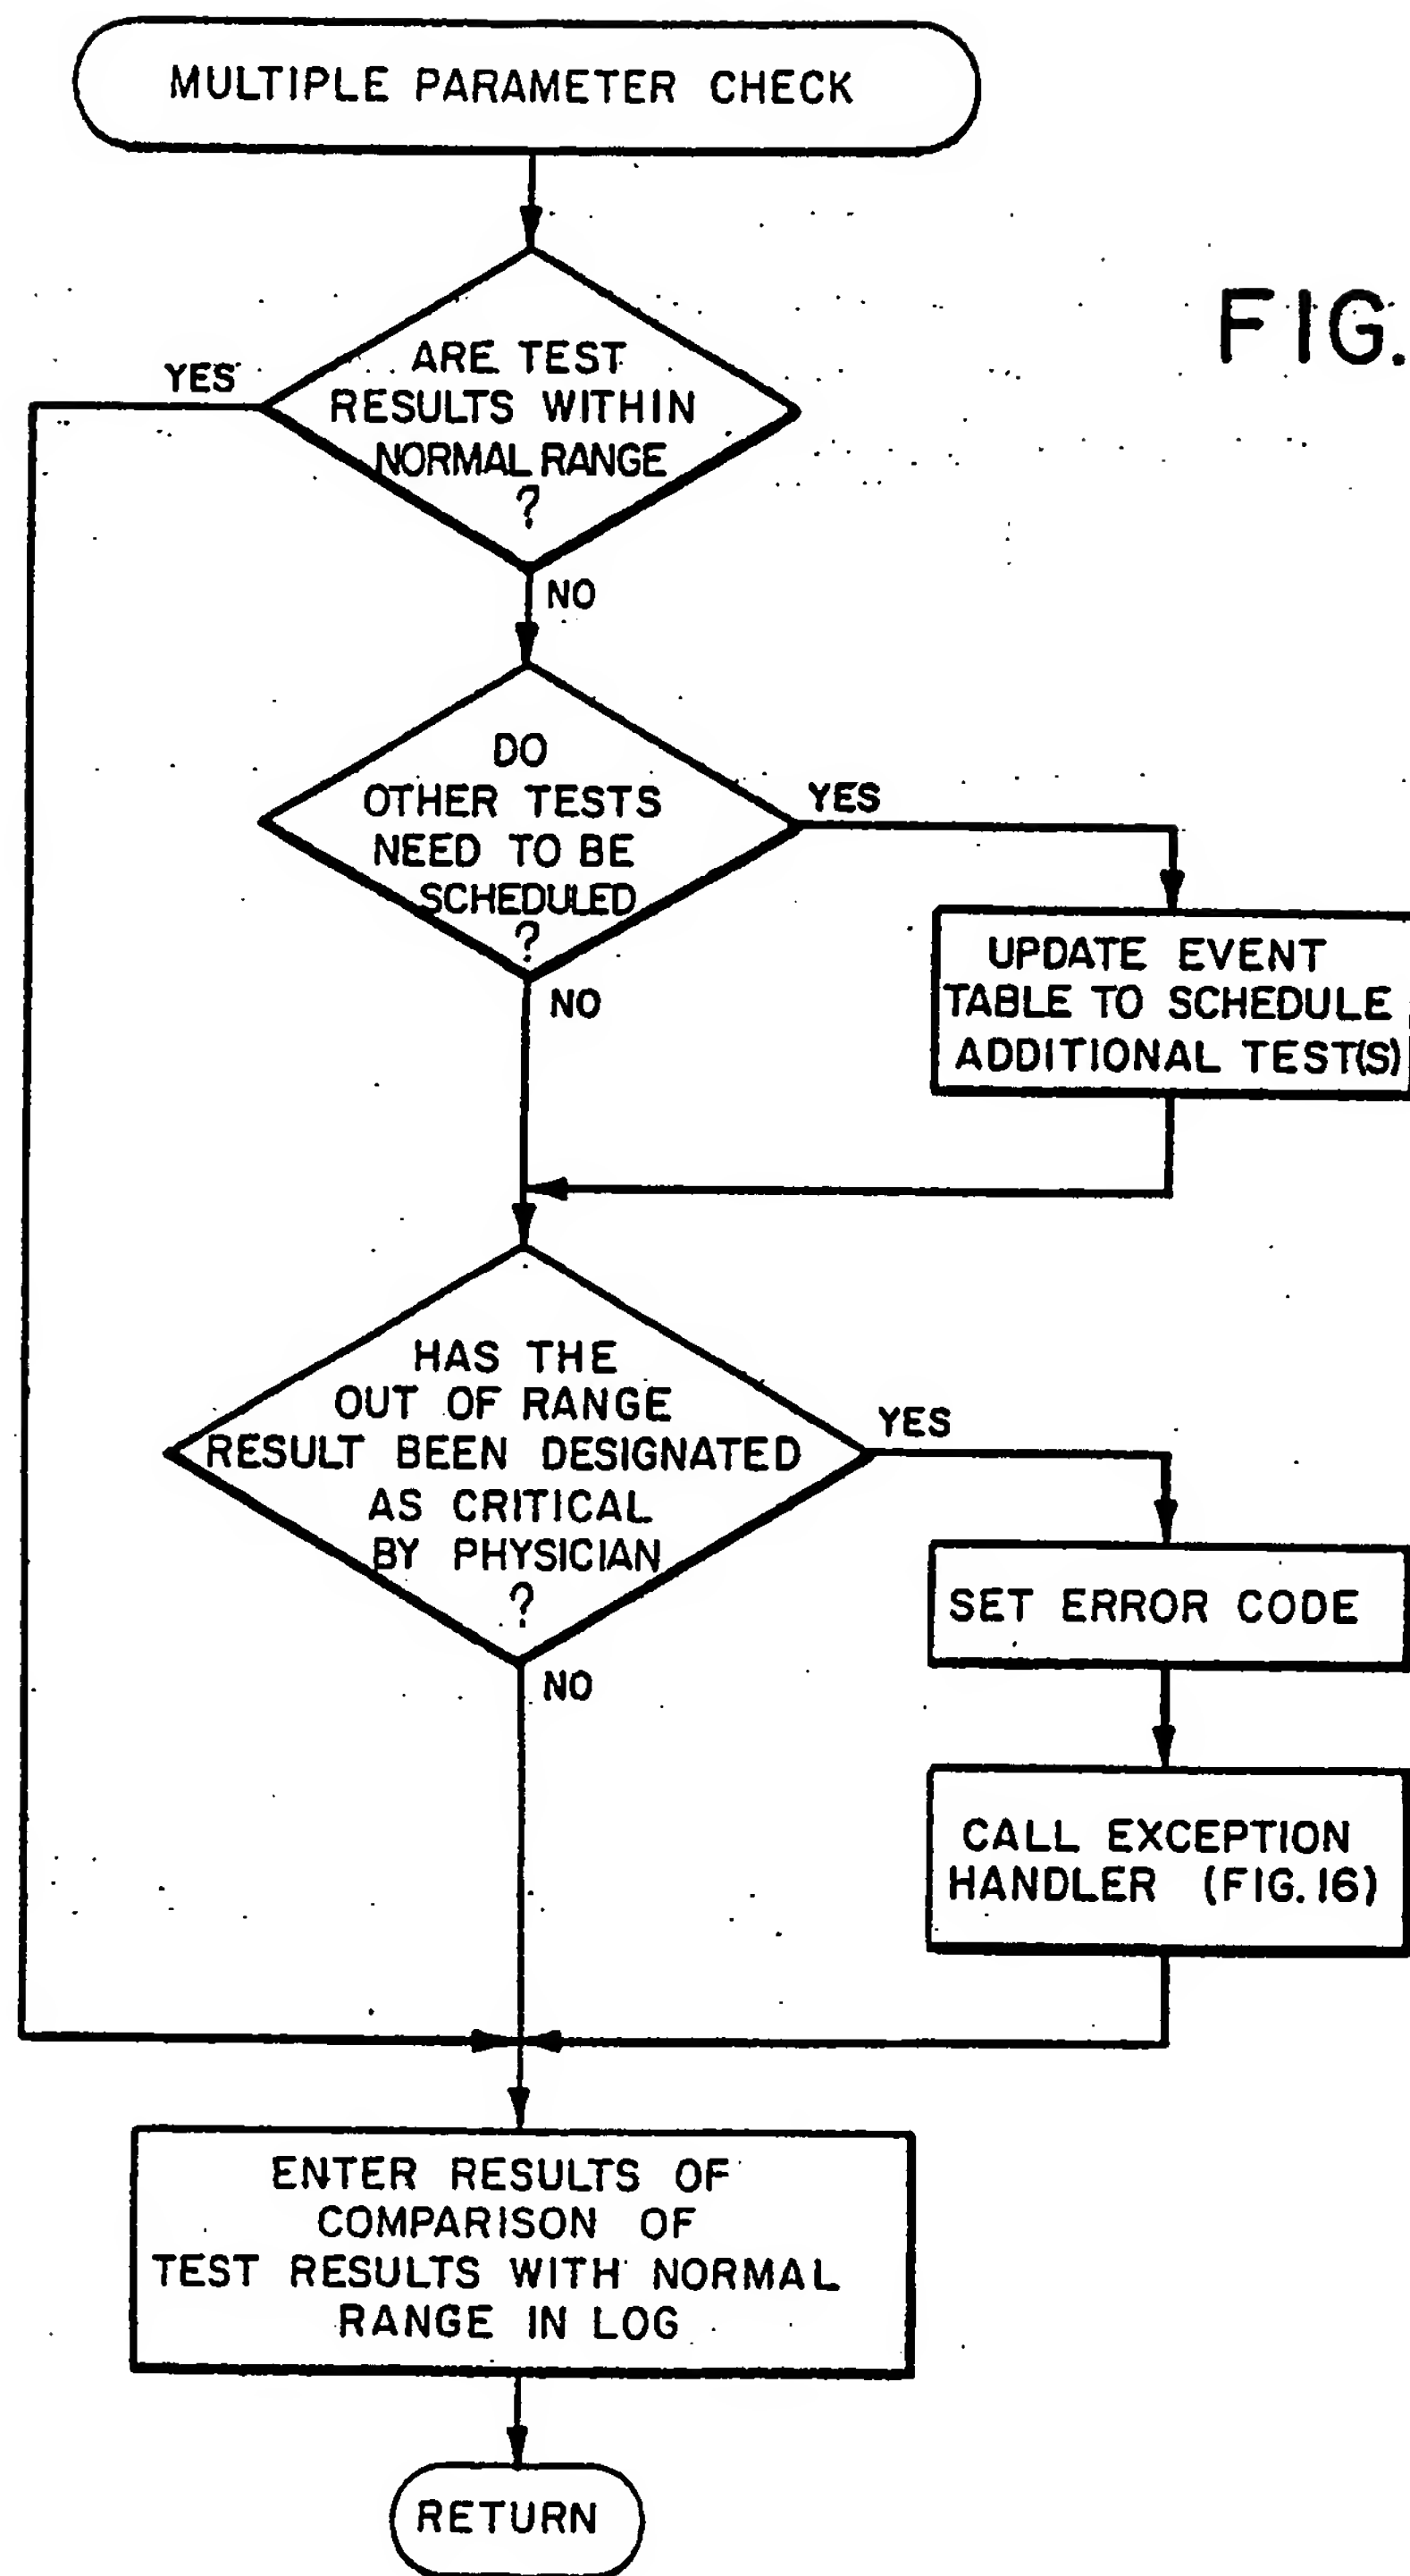 MULTIPLE PARAMETER CHECK
FIG.
ARE TEST
RESULTS WITHIN
NORMAL RANGE
?
YES
NO
DO
OTHER TESTS
NEED TO BE
SCHEDULED
?
YES
NO
UPDATE EVENT
TABLE TO SCHEDULE
ADDITIONAL TEST(S)
HAS THE
OUT OF RANGE
RESULT BEEN DESIGNATED
AS CRITICAL
BY PHYSICIAN
?
YES
NO
SET ERROR CODE
CALL EXCEPTION
HANDLER (FIG. 16)
ENTER RESULTS OF
COMPARISON OF
TEST RESULTS WITH NORMAL
RANGE IN LOG
RETURN